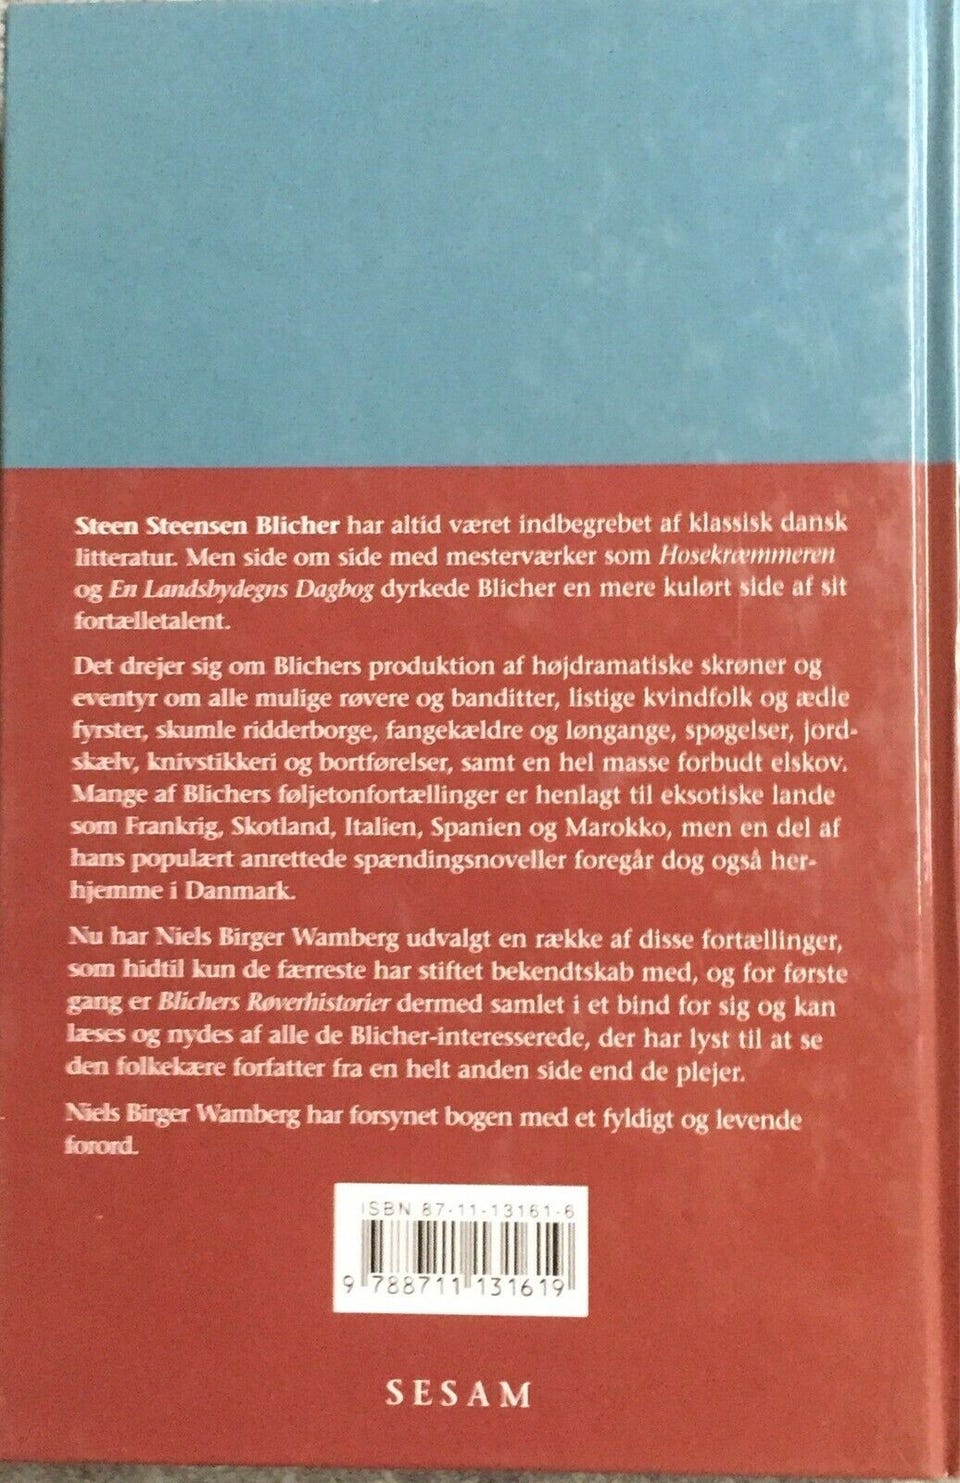 Steen Steensen Blicher har altid været indbegrebet af klassisk dansk
litteratur. Men side om side med mesterværker som Hosekræmmeren
og En Landsbydegns Dagbog dyrkede Blicher en mere kulørt side af sit
fortælletalent.
Det drejer sig om Blichers produktion af højdramatiske skrøner og
eventyr om alle mulige røvere og banditter, listige kvindfolk og ædle
fyrster, skumle ridderborge, fangekældre og løngange, spøgelser, jord-
skælv, knivstikkeri og bortførelser, samt en hel masse forbudt elskov.
Mange af Blichers føljetonfortællinger er henlagt til eksotiske lande
som Frankrig, Skotland, Italien, Spanien og Marokko, men en del af
hans populært anrettede spændingsnoveller foregår dog også her-
hjemme i Danmark.
Nu har Niels Birger Wamberg udvalgt en række af disse fortællinger,
som hidtil kun de færreste har stiftet bekendtskab med, og for første
gang er Blichers Røverhistorier dermed samlet i et bind for sig og kan
læses og nydes af alle de Blicher-interesserede, der har lyst til at se
den folkekære forfatter fra en helt anden side end de plejer.
Niels Birger Wamberg har forsynet bogen med et fyldigt og levende
forord.
ISBN 87-11-13161-6
9 788711 131619
SESAM